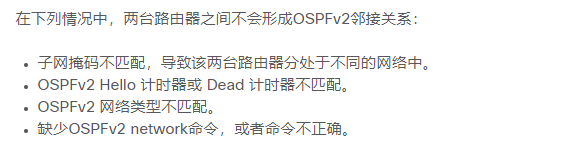 在下列情况中，两台路由器之间不会形成OSPFv2邻接关系：
子网掩码不匹配，导致该两台路由器分处于不同的网络中。
OSPFv2 Hello 计时器或 Dead 计时器不匹配。
OSPFv2 网络类型不匹配。
缺少OSPFv2 network命令，或者命令不正确。